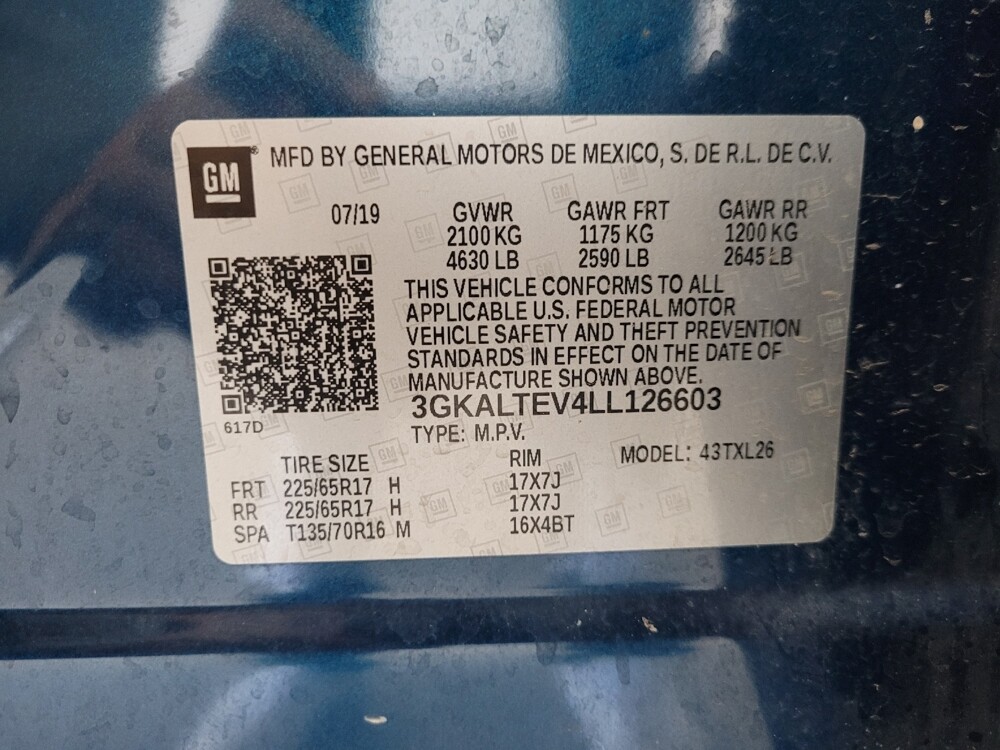 GM® MFD BY GENERAL MOTORS DE MEXICO, S. DE R.L. DE C.V.
07/19 GVWR GAWR FRT GAWR RR
2100 KG 1175 KG 1200 KG
4630 LB 2590 LB 2645 LB
THIS VEHICLE CONFORMS TO ALL
APPLICABLE U.S. FEDERAL MOTOR
VEHICLE SAFETY AND THEFT PREVENTION
STANDARDS IN EFFECT ON THE DATE OF
MANUFACTURE SHOWN ABOVE.
3GKALTEV4LL126603
617D
TYPE: M.P.V.
TIRE SIZE RIM MODEL: 43TXL26
FRT 225/65R17 H 17X7J
RR 225/65R17 H 17X7J
SPA T135/70R16 M 16X4BT